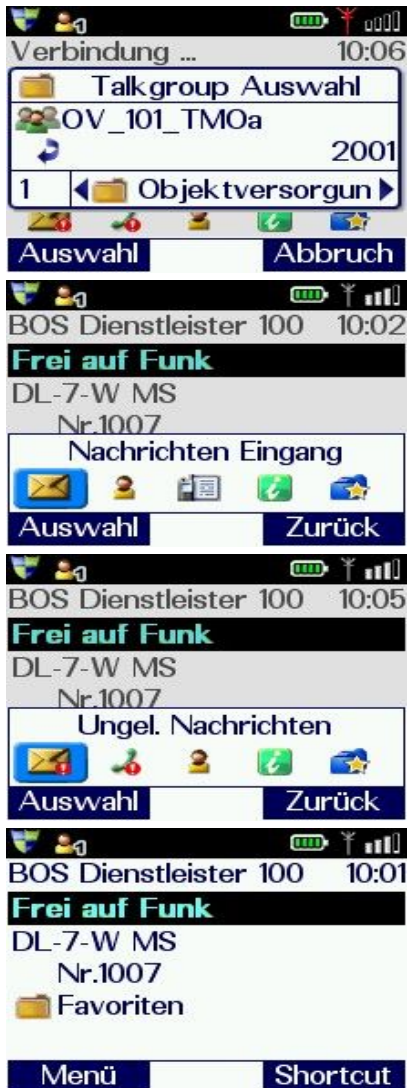 Verbindung ... 10:06
Talkgroup Auswahl
OV_101_TMOa
2001
1 Objektversorgun
Auswahl Abbruch
BOS Dienstleister 100 10:02
Frei auf Funk
DL-7-W MS
Nr.1007
Nachrichten Eingang
Auswahl Zurück
BOS Dienstleister 100 10:05
Frei auf Funk
DL-7-W MS
Nr.1007
Ungel. Nachrichten
Auswahl Zurück
BOS Dienstleister 100 10:01
Frei auf Funk
DL-7-W MS
Nr.1007
Favoriten
Menü Shortcut